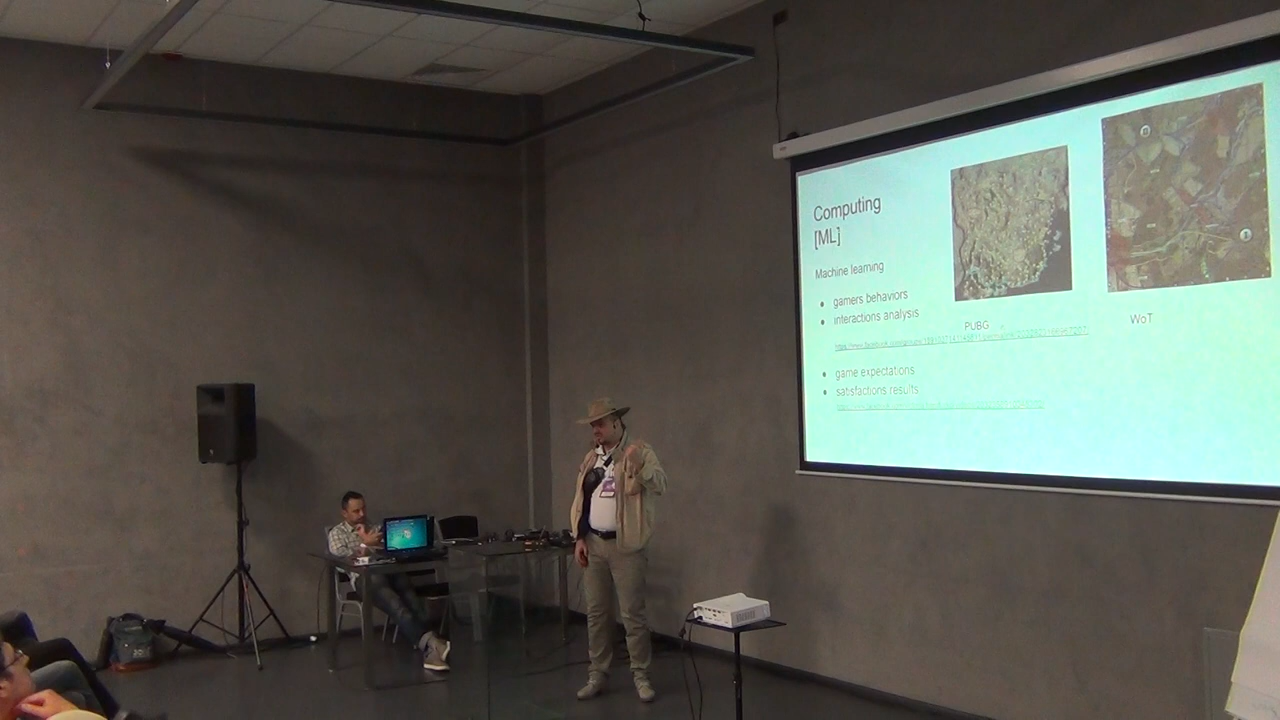 Computing
[ML]
Machine learning
gamers behaviors
interactions analysis
PUBG
WoT
game expectations
satisfactions results